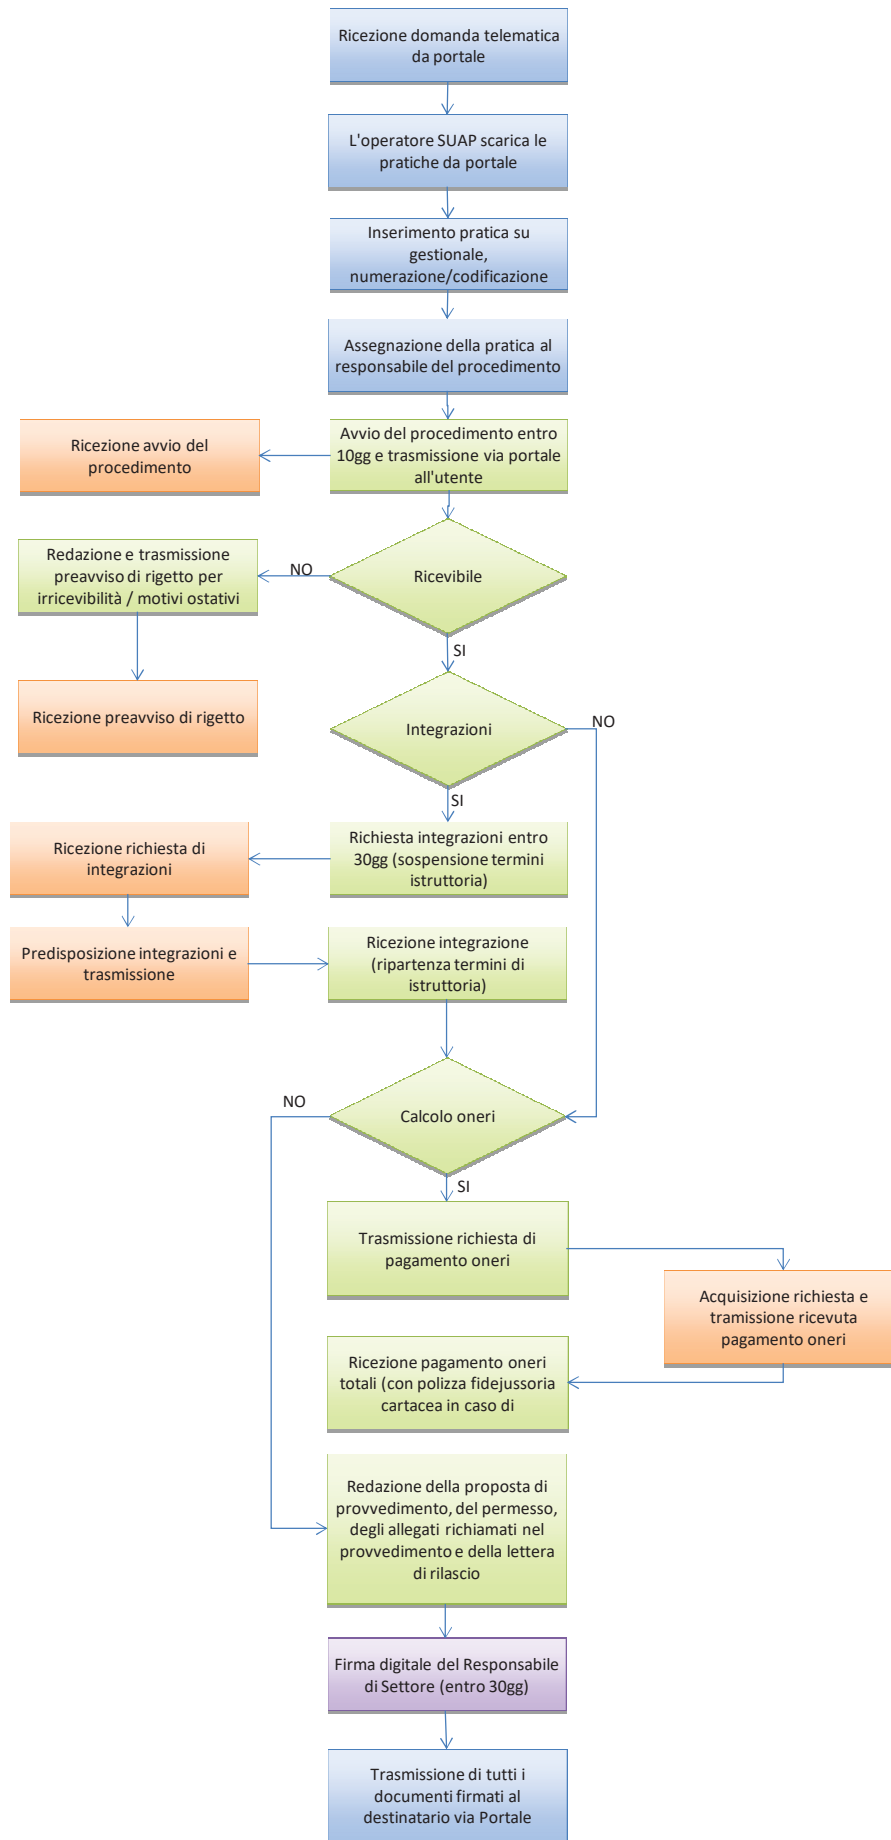 Ricezione domanda telematica
da portale
L'operatore SUAP scarica le
pratiche da portale
Inserimento pratica su
gestionale,
numerazione/codificazione
Assegnazione della pratica al
responsabile del procedimento
Avvio del procedimento entro
10gg e trasmissione via portale
all'utente
Ricezione avvio del
procedimento
Ricevibile
NO
Redazione e trasmissione
preavviso di rigetto per
irricevibilità / motivi ostativi
SI
Ricezione preavviso di rigetto
Integrazioni
NO
SI
Richiesta integrazioni entro
30gg (sospensione termini
istruttoria)
Ricezione richiesta di
integrazioni
Predisposizione integrazioni e
trasmissione
Ricezione integrazione
(ripartenza termini di
istruttoria)
NO
Calcolo oneri
SI
Trasmissione richiesta di
pagamento oneri
Acquisizione richiesta e
tramissione ricevuta
pagamento oneri
Ricezione pagamento oneri
totali (con polizza fidejussoria
cartacea in caso di
Redazione della proposta di
provvedimento, del permesso,
degli allegati richiamati nel
provvedimento e della lettera
di rilascio
Firma digitale del Responsabile
di Settore (entro 30gg)
Trasmissione di tutti i
documenti firmati al
destinatario via Portale